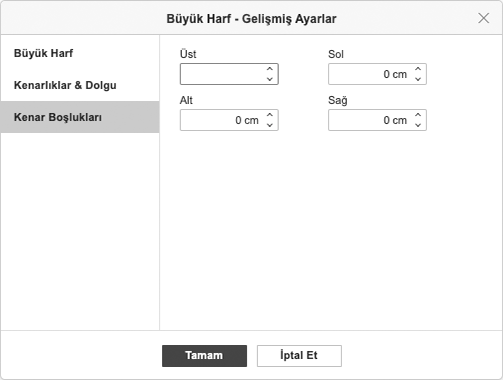 Büyük Harf - Gelişmiş Ayarlar
Büyük Harf
Kenarlıklar & Dolgu
Kenar Boşlukları
Üst
Sol
0 cm
Alt
Sağ
0 cm
0 cm
Tamam
İptal Et